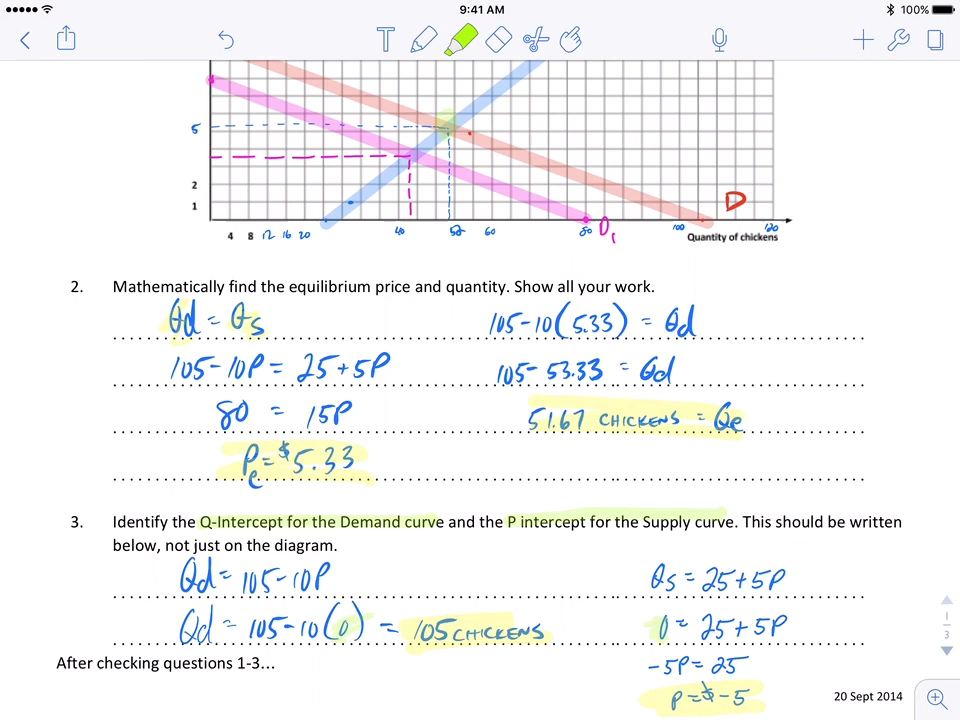 9:41 AM
100%
T
5
2
1
D
4 8 12 16 20 40 52 60 80 D₁ 100 120
Quantity of chickens
2. Mathematically find the equilibrium price and quantity. Show all your work.
Qd = Qs
105-10P = 25+5P
80 = 15P
Pe = $5.33
105-10(5.33) = Qd
105-53.33 = Qd
51.67 CHICKENS = Qe
3. Identify the Q-Intercept for the Demand curve and the P intercept for the Supply curve. This should be written
below, not just on the diagram.
Qd = 105-10P
Qd = 105-10(0) = 105 CHICKENS
Qs = 25+5P
0 = 25+5P
-5P = 25
P = $-5
After checking questions 1-3...
20 Sept 2014
1
3